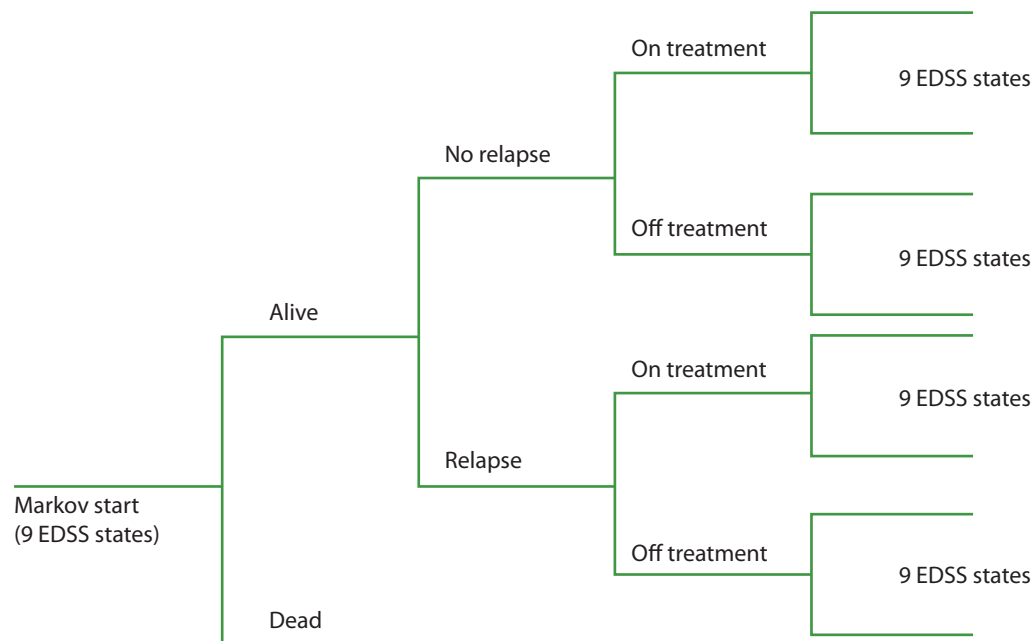 On treatment
9 EDSS states
No relapse
Off treatment
9 EDSS states
Alive
On treatment
9 EDSS states
Relapse
Markov start
(9 EDSS states)
Off treatment
9 EDSS states
Dead